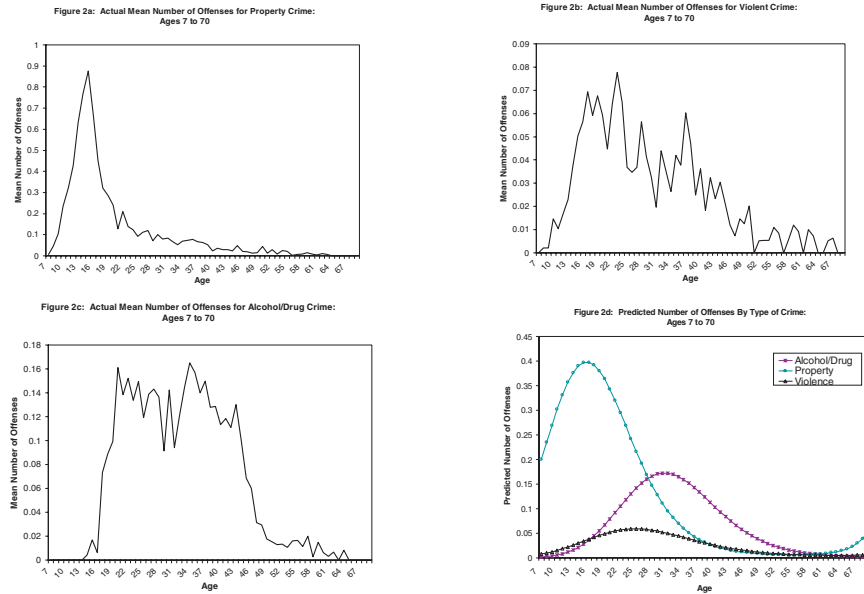 Figure 2a: Actual Mean Number of Offenses for Property Crime:
Ages 7 to 70
Mean Number of Offenses
1
0.9
0.8
0.7
0.6
0.5
0.4
0.3
0.2
0.1
0
7 10 13 16 19 22 25 28 31 34 37 40 43 46 49 52 55 58 61 64 67
Age
Figure 2b: Actual Mean Number of Offenses for Violent Crime:
Ages 7 to 70
Mean Number of Offenses
0.09
0.08
0.07
0.06
0.05
0.04
0.03
0.02
0.01
0
7 10 13 16 19 22 25 28 31 34 37 40 43 46 49 52 55 58 61 64 67
Age
Figure 2c: Actual Mean Number of Offenses for Alcohol/Drug Crime:
Ages 7 to 70
Mean Number of Offenses
0.18
0.16
0.14
0.12
0.1
0.08
0.06
0.04
0.02
0
7 10 13 16 19 22 25 28 31 34 37 40 43 46 49 52 55 58 61 64 67
Age
Figure 2d: Predicted Number of Offenses By Type of Crime:
Ages 7 to 70
Predicted Number of Offenses
0.45
0.4
0.35
0.3
0.25
0.2
0.15
0.1
0.05
0
Alcohol/Drug
Property
Violence
7 10 13 16 19 22 25 28 31 34 37 40 43 46 49 52 55 58 61 64 67
Age